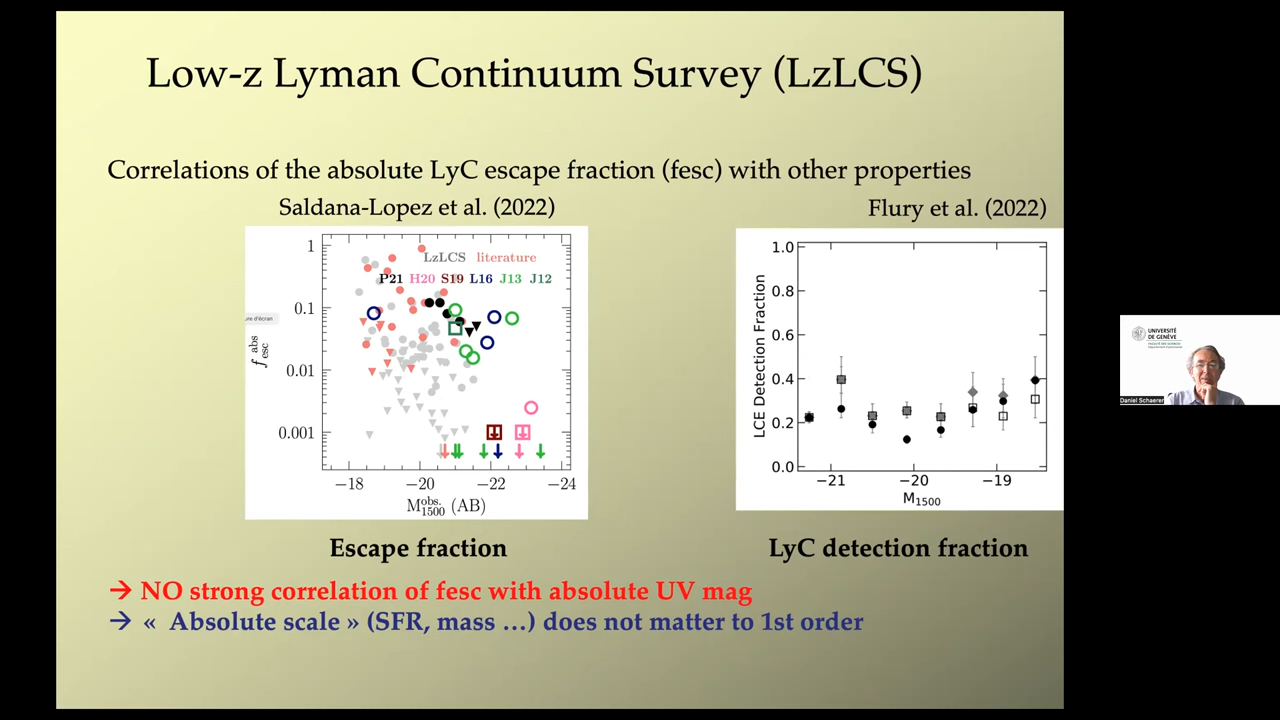 Low-z Lyman Continuum Survey (LzLCS)
Correlations of the absolute LyC escape fraction (fesc) with other properties
Saldana-Lopez et al. (2022)
Flury et al. (2022)
1
0.1
0.01
0.001
f esc abs
LzLCS literature
P21 H20 S19 L16 J13 J12
−18 −20 −22 −24
M obs. 1500 (AB)
1.0
0.8
0.6
0.4
0.2
0.0
LCE Detection Fraction
−21 −20 −19
M1500
Escape fraction
LyC detection fraction
→ NO strong correlation of fesc with absolute UV mag
→ « Absolute scale » (SFR, mass …) does not matter to 1st order
UNIVERSITÉ
DE GENÈVE
Daniel Schaerer